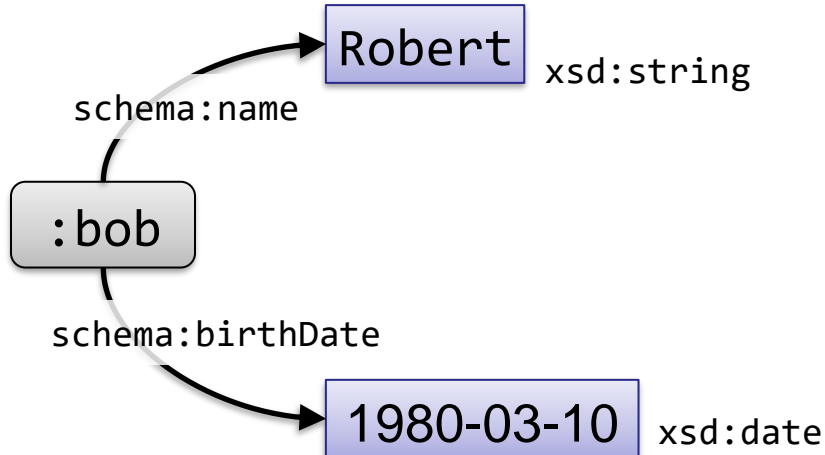 Robert
xsd:string
schema:name
:bob
schema:birthDate
1980-03-10
xsd:date